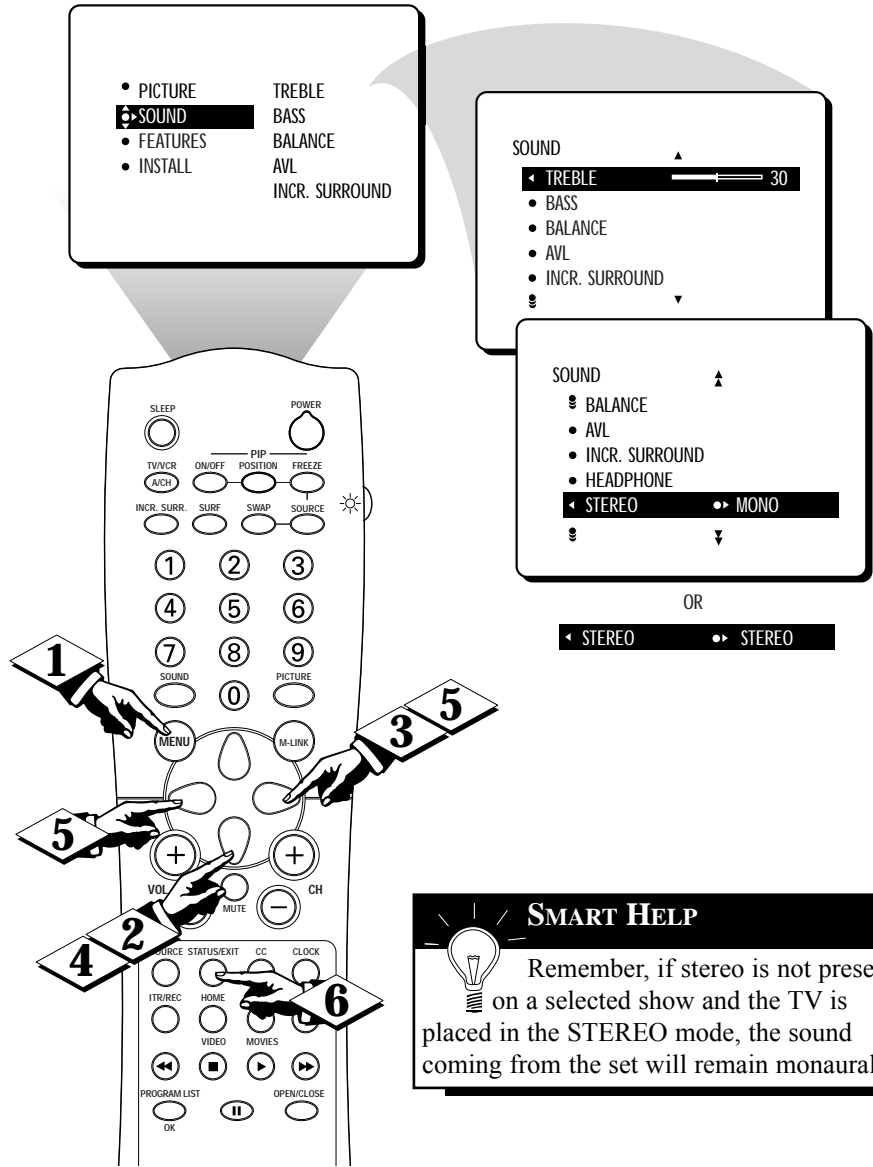 PICTURE TREBLE
SOUND BASS
FEATURES BALANCE
INSTALL AVL
INCR. SURROUND
SOUND
TREBLE 30
BASS
BALANCE
AVL
INCR. SURROUND
SOUND
BALANCE
AVL
INCR. SURROUND
HEADPHONE
STEREO MONO
OR
STEREO STEREO
SLEEP POWER
PIP
TV/VCR ON/OFF POSITION FREEZE
A/CH
INCR. SURR. SURF SWAP SOURCE
1 2 3
4 5 6
7 8 9
SOUND 0 PICTURE
1
MENU M-LINK
3 5
5
+ +
VOL MUTE CH
−
4 2
STATUS/EXIT CC CLOCK
6
ITR/REC HOME
VIDEO MOVIES
PROGRAM LIST OPEN/CLOSE
OK
SMART HELP
Remember, if stereo is not prese
on a selected show and the TV is
placed in the STEREO mode, the sound
coming from the set will remain monaural